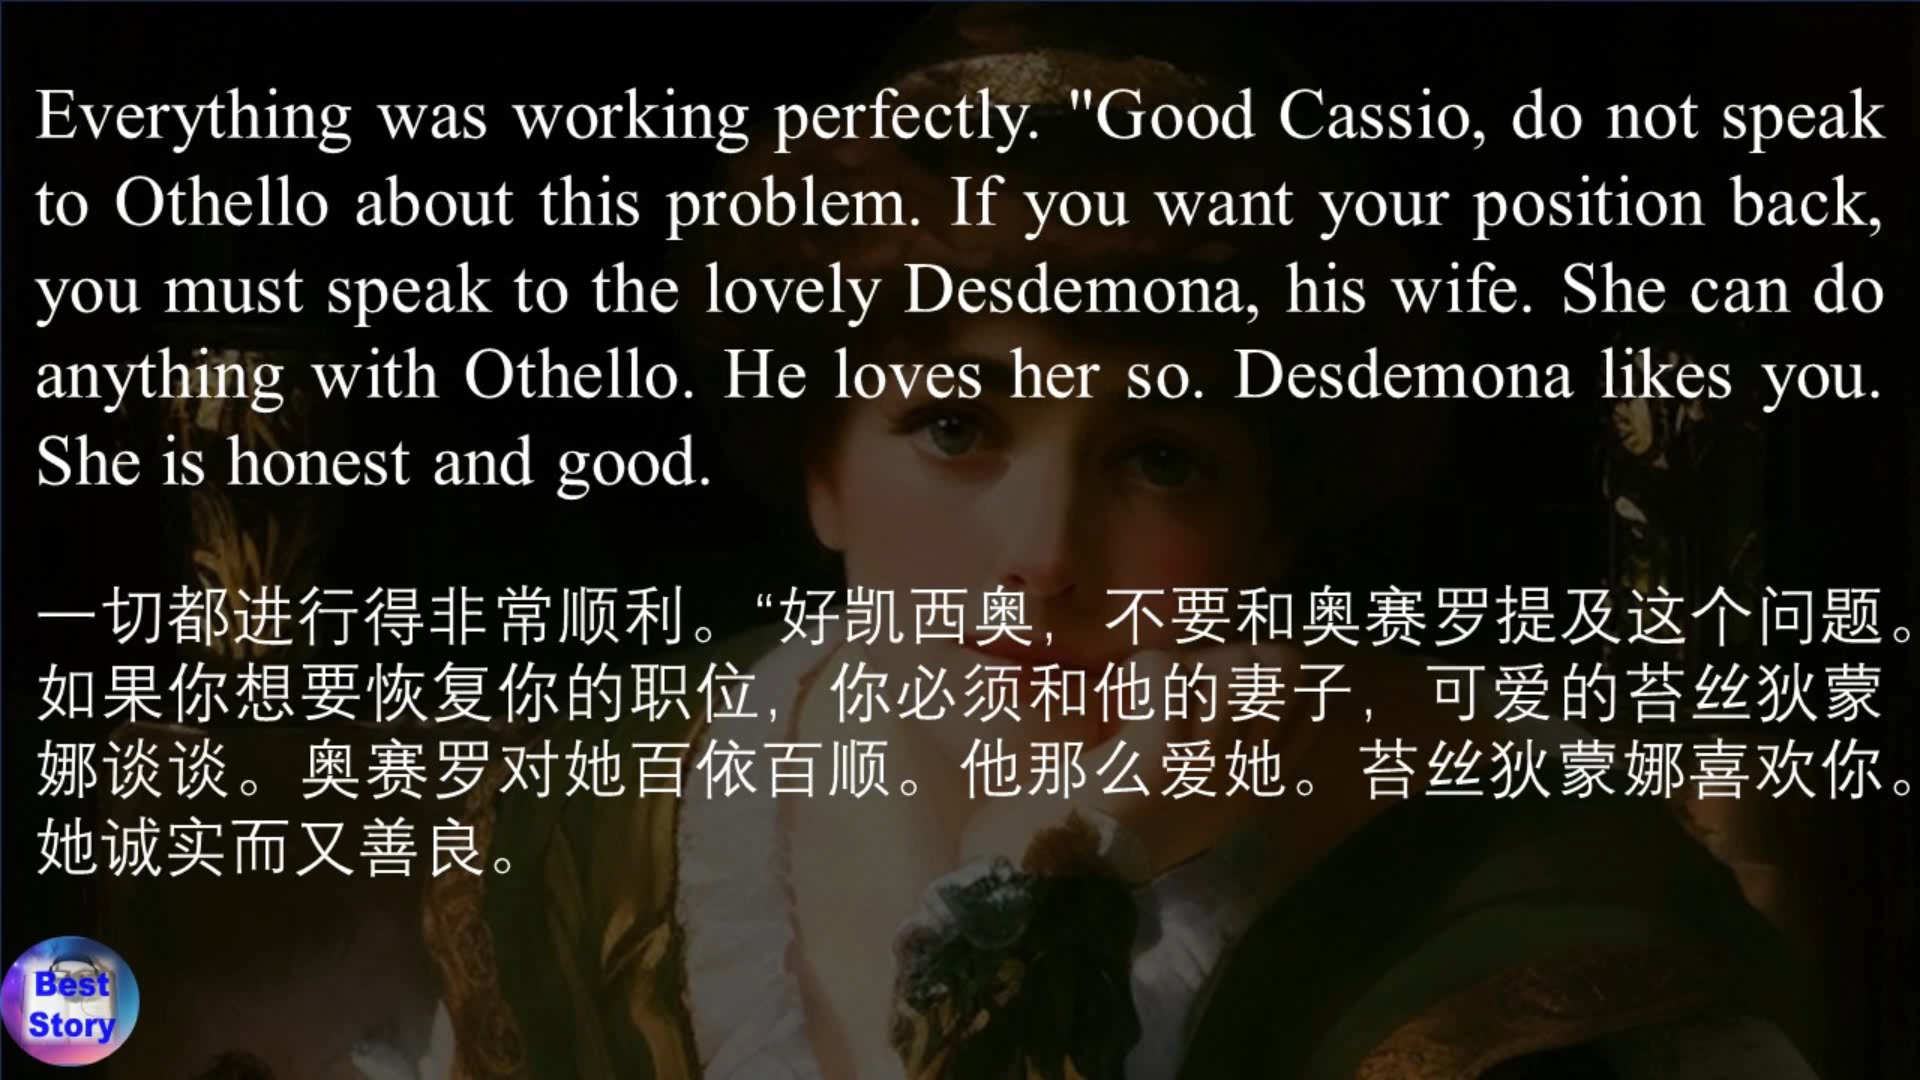 Everything was working perfectly. "Good Cassio, do not speak
to Othello about this problem. If you want your position back,
you must speak to the lovely Desdemona, his wife. She can do
anything with Othello. He loves her so. Desdemona likes you.
She is honest and good.
一切都进行得非常顺利。“好凯西奥，不要和奥赛罗提及这个问题。
如果你想要恢复你的职位，你必须和他的妻子，可爱的苔丝狄蒙
娜谈谈。奥赛罗对她百依百顺。他那么爱她。苔丝狄蒙娜喜欢你。
她诚实而又善良。
Best
Story